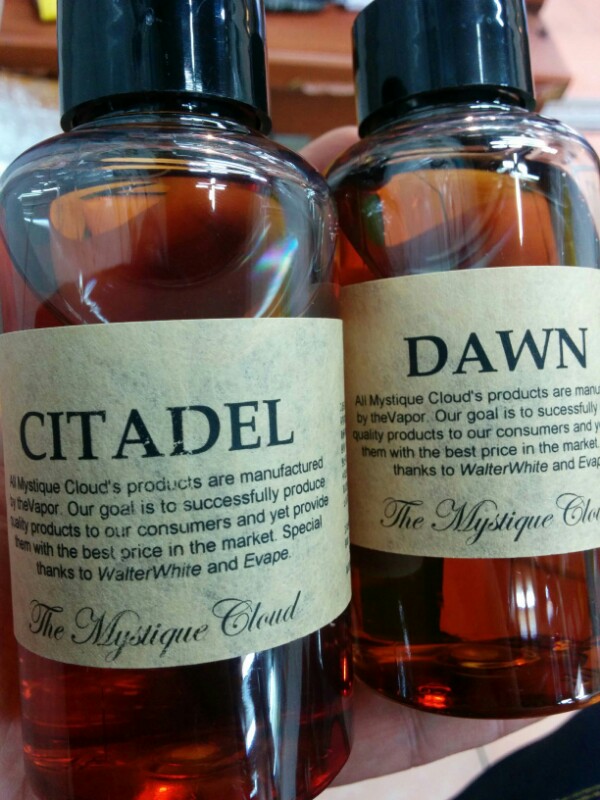 CITADEL
All Mystique Cloud's products are manufactured
by theVapor. Our goal is to successfully produce
quality products to our consumers and yet provide
them with the best price in the market. Special
thanks to WalterWhite and Evape.
The Mystique Cloud
DAWN
All Mystique Cloud's products are manu
by theVapor. Our goal is to sucessfully
quality products to our consumers and ye
them with the best price in the market.
thanks to WalterWhite and Evap
The Mystique Clou